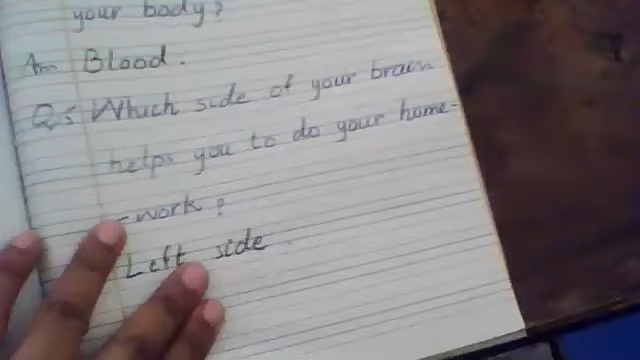 your body?
Ans Blood.
Q5 Which side of your brain
helps you to do your home-
-work?
Left side